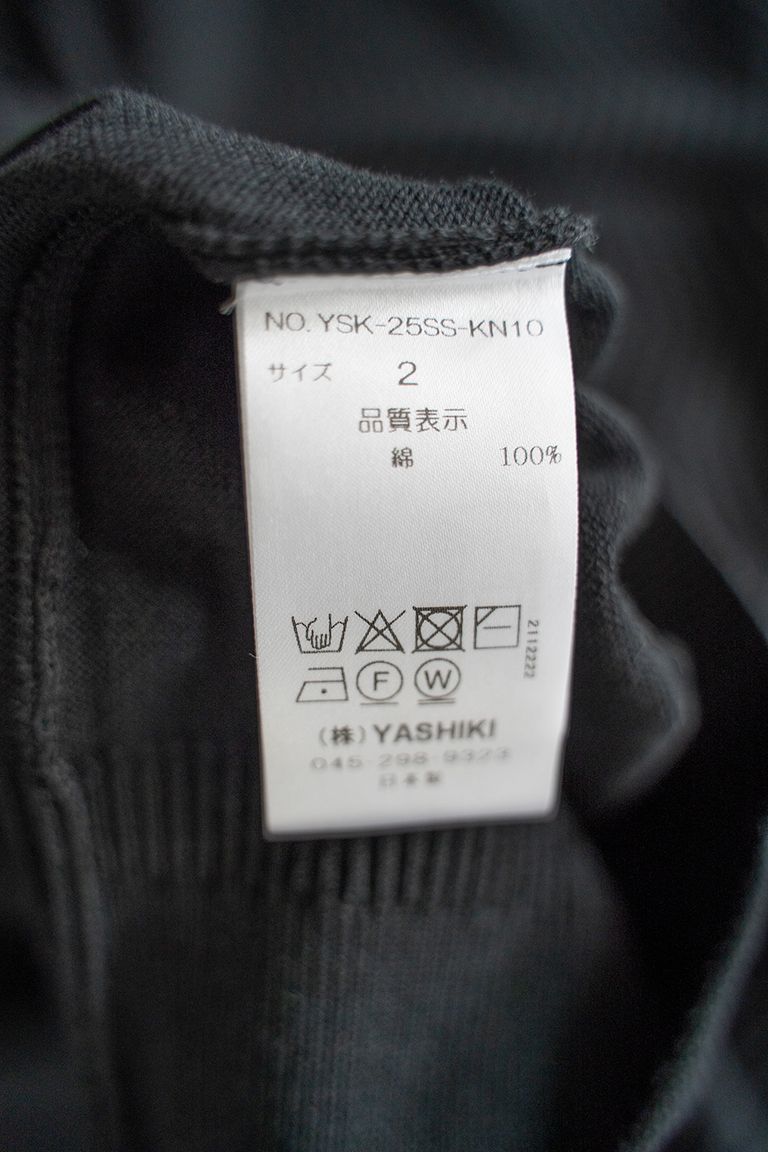 NO. YSK-25SS-KN10
サイズ 2
品質表示
綿 100%
2112222
F W
(株) YASHIKI
045-298-9323
日本製